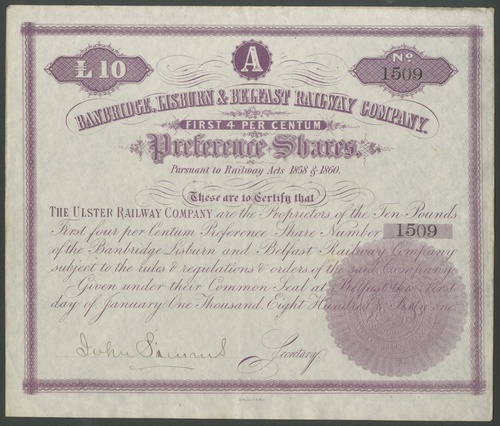 A
£10
No
1509
BANBRIDGE, LISBURN & BELFAST RAILWAY COMPANY.
FIRST 4 PER CENTUM
Preference Shares.
Pursuant to Railway Acts 1858 & 1860.
These are to Certify that
THE ULSTER RAILWAY COMPANY are the Proprietors of the Ten Pounds
First four per Centum Preference Share Number 1509
of the Banbridge Lisburn and Belfast Railway Company
subject to the rules & regulations & orders of the said Company
Given under their Common Seal at Belfast this first
day of January One Thousand Eight Hundred & Sixty one
John
Secretary